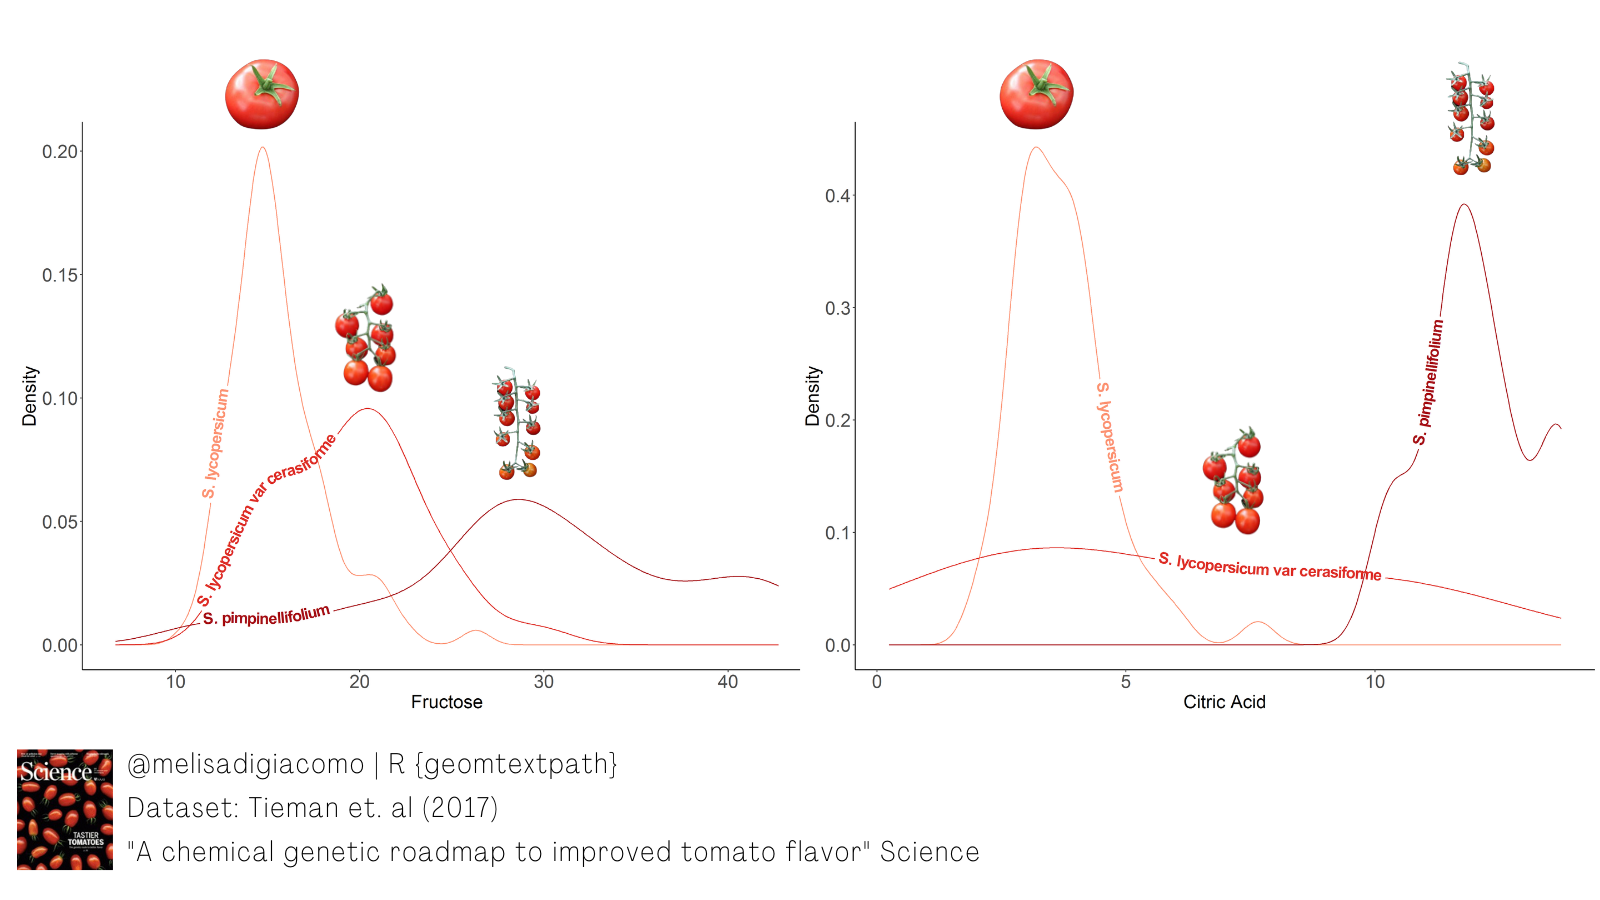 0.20
0.15
0.10
0.05
0.00
Density
10
20
30
40
Fructose
S. lycopersicum
S. lycopersicum var cerasiforme
S. pimpinellifolium
0.4
0.3
0.2
0.1
0.0
Density
0
5
10
Citric Acid
S. lycopersicum
S. lycopersicum var cerasiforme
S. pimpinellifolium
Science
TASTIER
TOMATOES
@melisadigiacomo | R {geomtextpath}
Dataset: Tieman et. al (2017)
"A chemical genetic roadmap to improved tomato flavor" Science